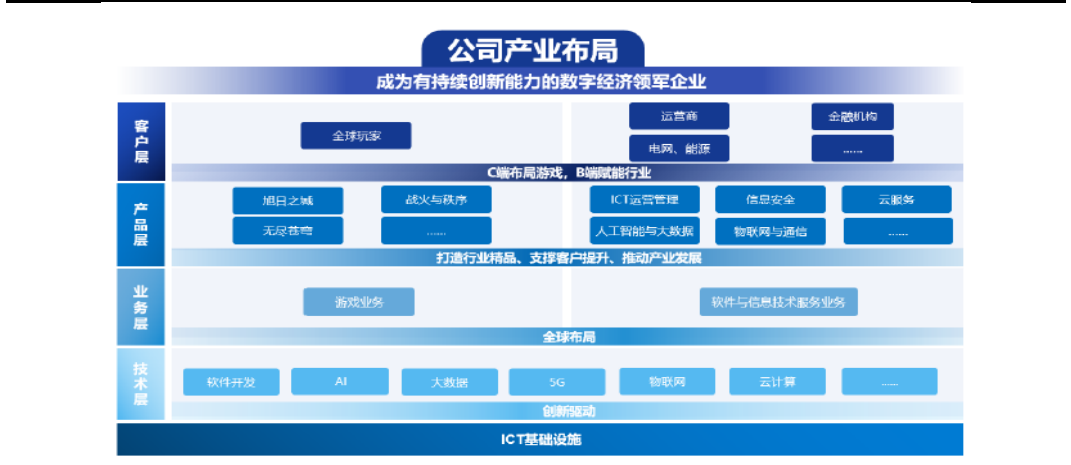 公司产业布局
成为有持续创新能力的数字经济领军企业
客户层
全球玩家
运营商
金融机构
电网、能源
......
C端布局游戏，B端赋能行业
产品层
旭日之城
战火与秩序
ICT运营管理
信息安全
云服务
无尽苍穹
......
人工智能与大数据
物联网与通信
......
打造行业精品、支撑客户提升、推动产业发展
业务层
游戏业务
软件与信息技术服务业务
全球布局
技术层
软件开发
AI
大数据
5G
物联网
云计算
......
创新驱动
ICT基础设施